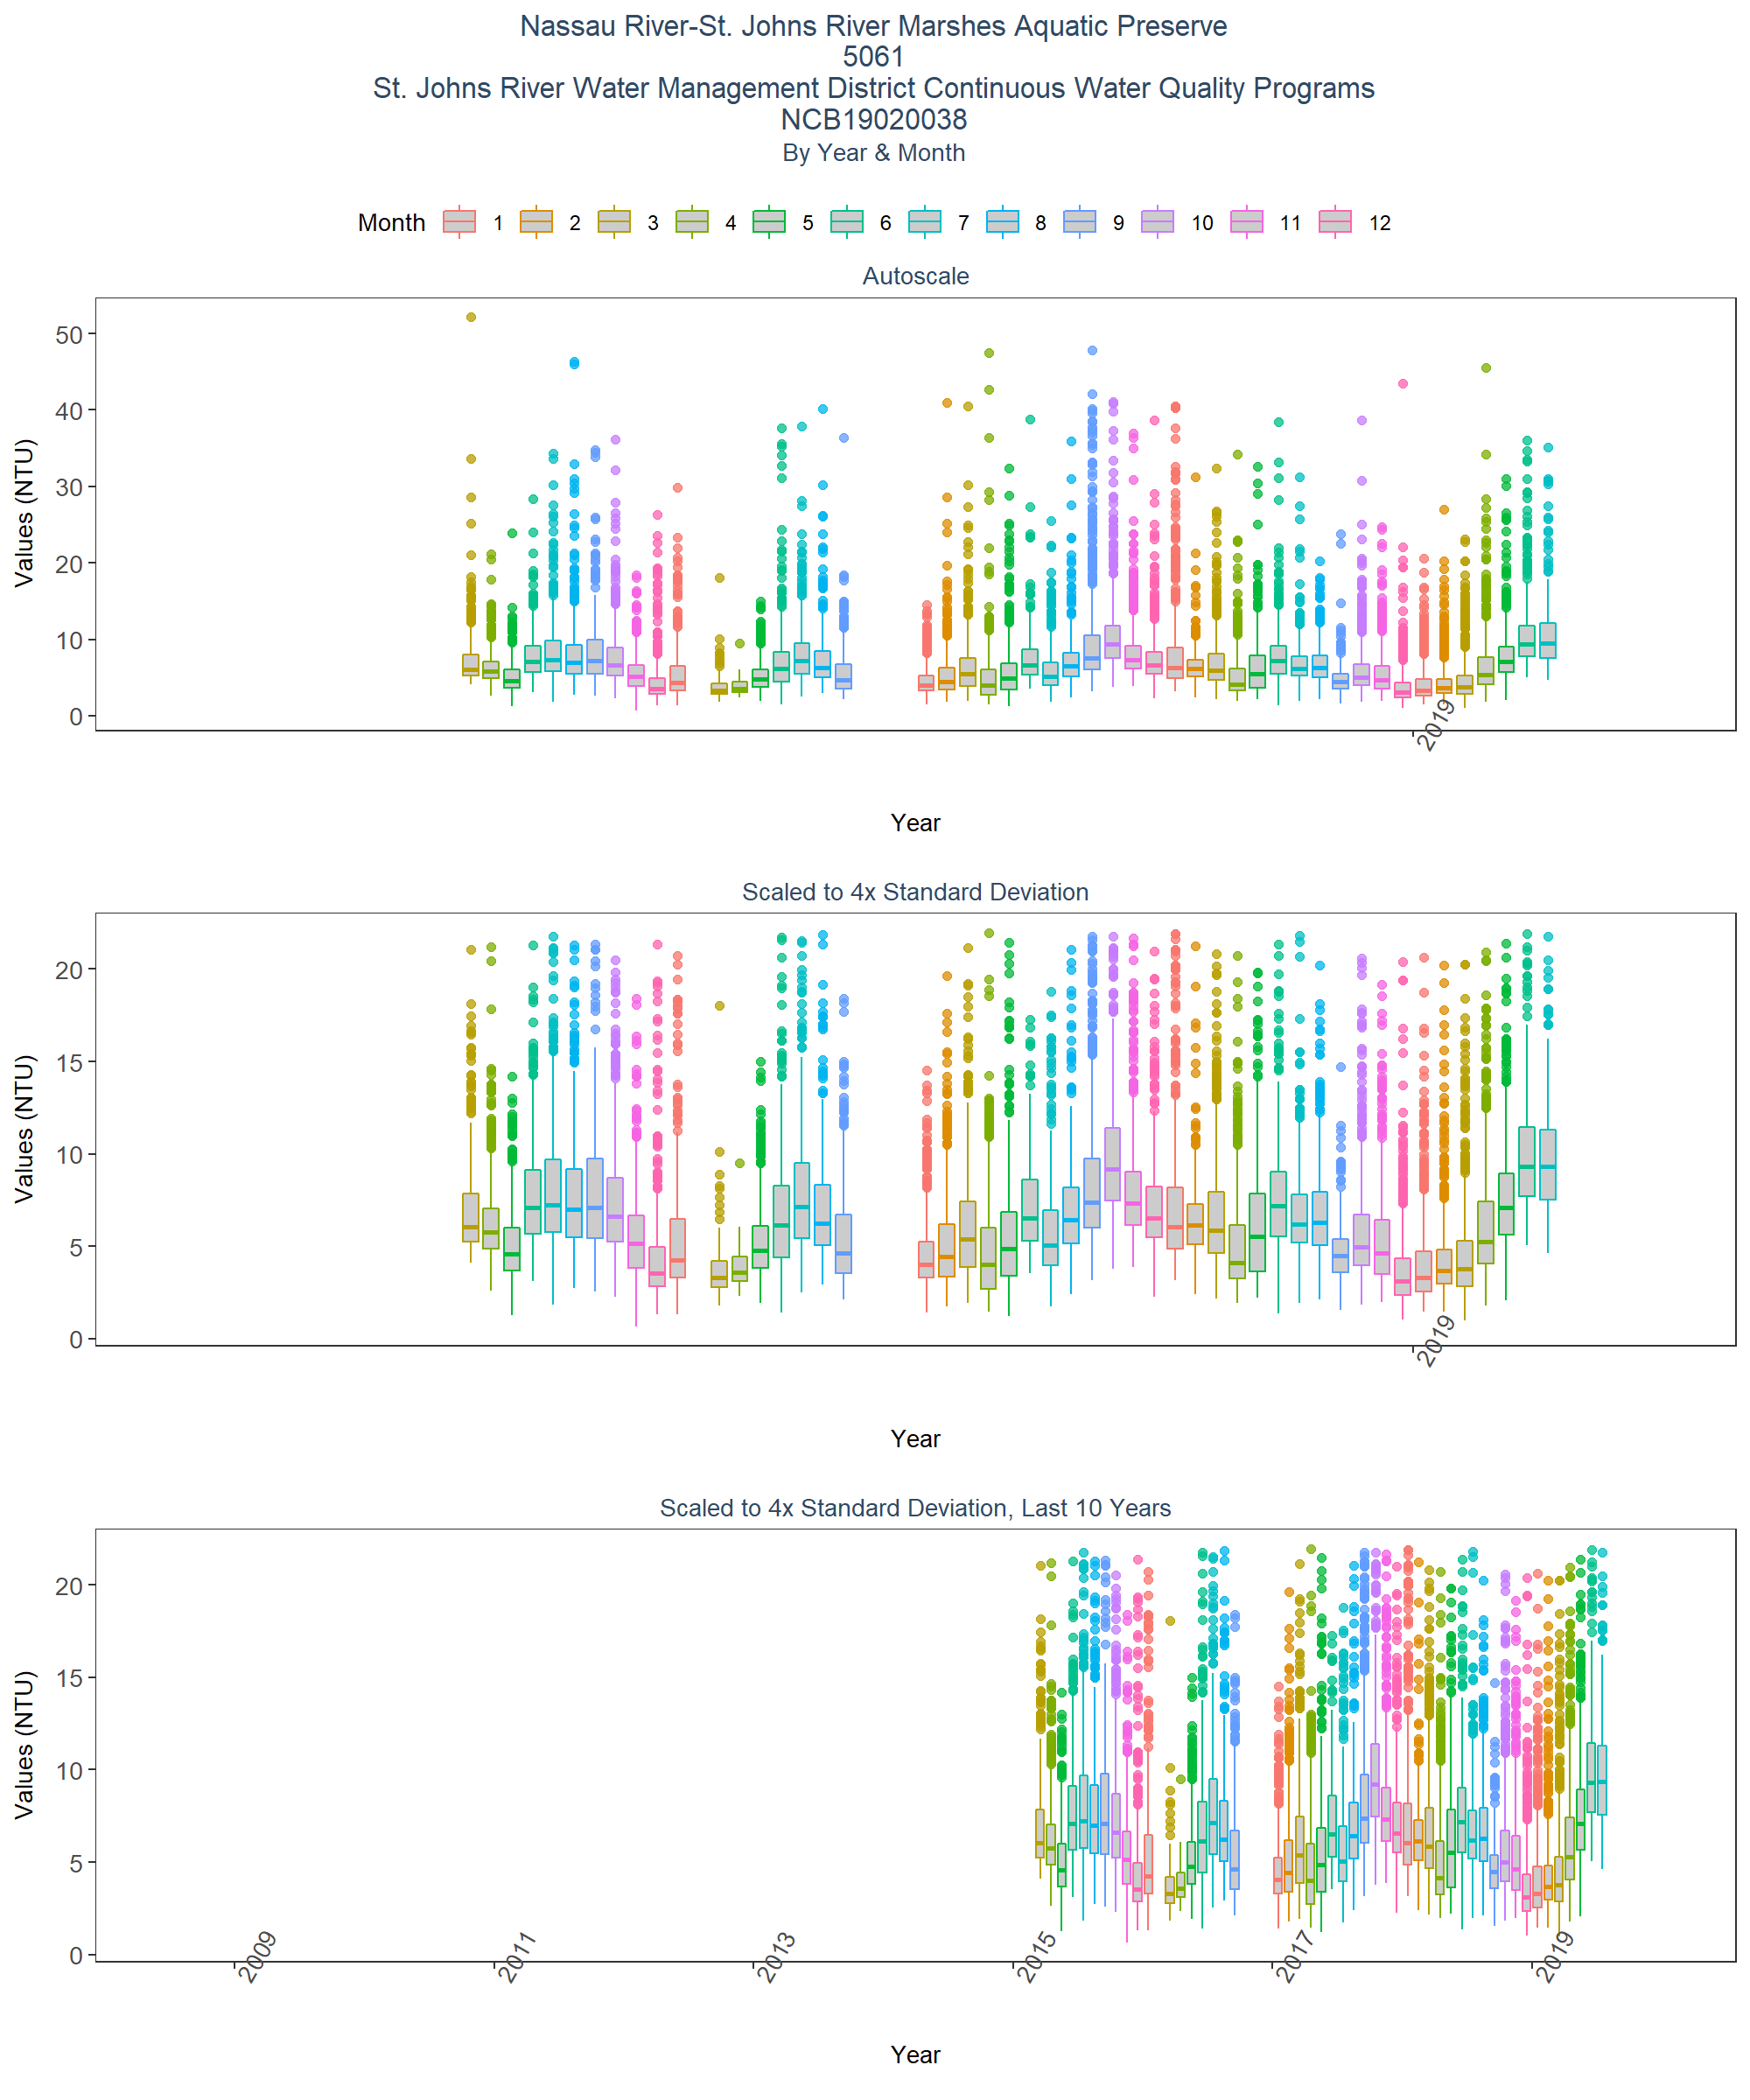 Nassau River-St. Johns River Marshes Aquatic Preserve
5061
St. Johns River Water Management District Continuous Water Quality Programs
NCB19020038
By Year & Month
Month 1 2 3 4 5 6 7 8 9 10 11 12
Autoscale
Values (NTU)
50
40
30
20
10
0
2019
Year
Scaled to 4x Standard Deviation
Values (NTU)
20
15
10
5
0
2019
Year
Scaled to 4x Standard Deviation, Last 10 Years
Values (NTU)
20
15
10
5
0
2009 2011 2013 2015 2017 2019
Year